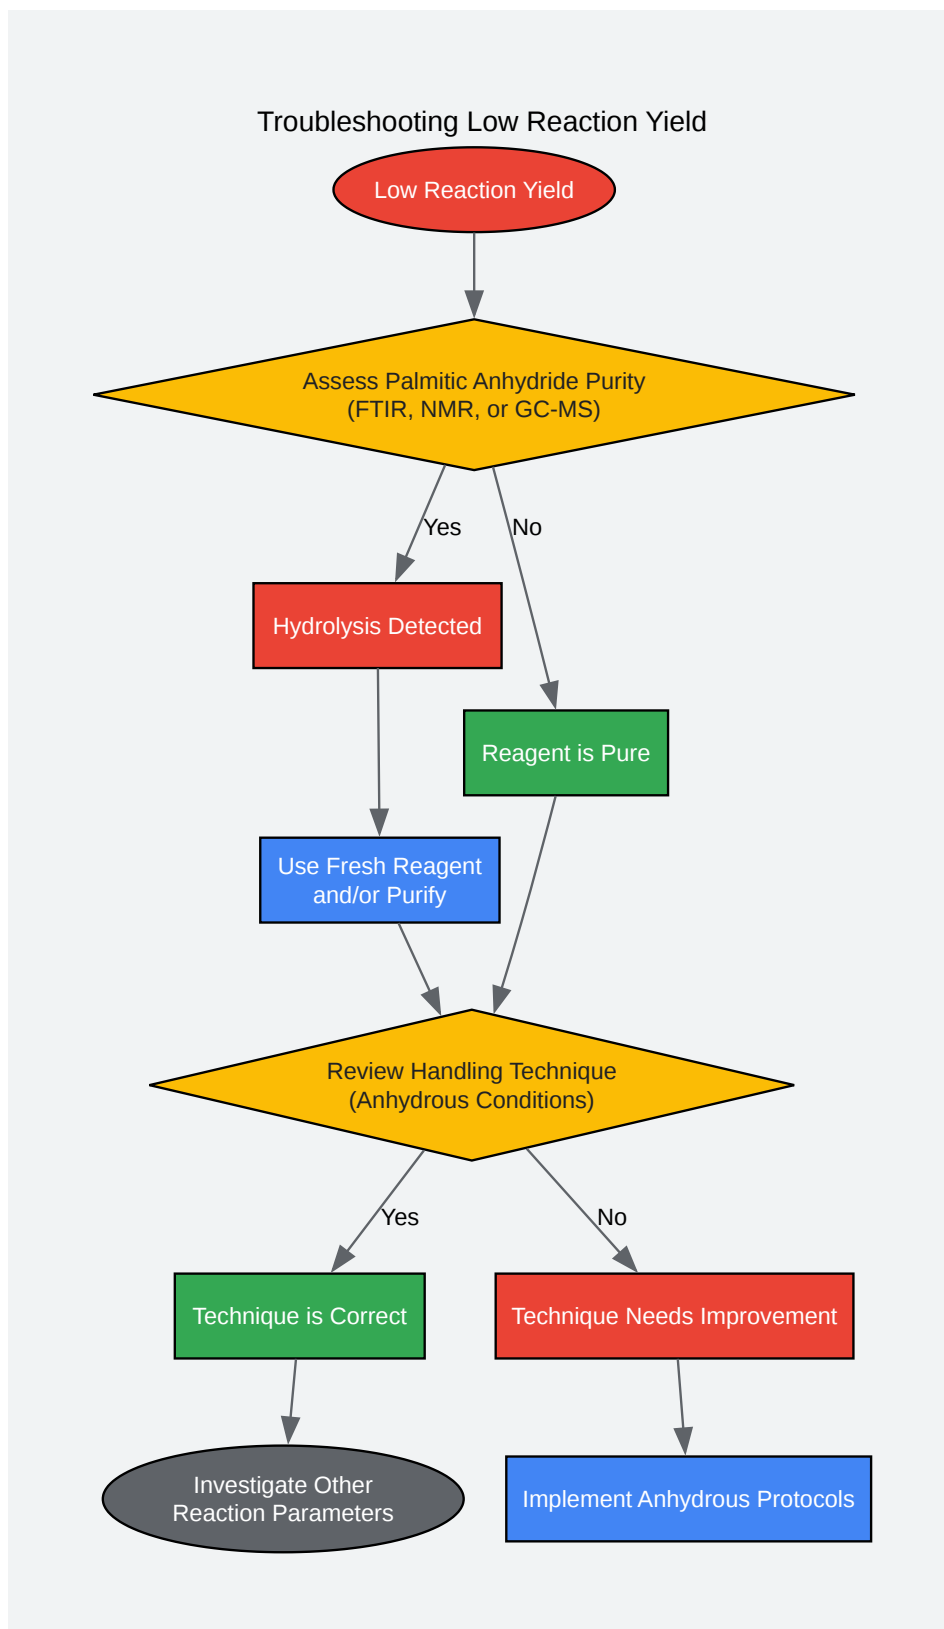 Troubleshooting Low Reaction Yield
Low Reaction Yield
Assess Palmitic Anhydride Purity
(FTIR, NMR, or GC-MS)
Yes
No
Hydrolysis Detected
Reagent is Pure
Use Fresh Reagent
and/or Purify
Review Handling Technique
(Anhydrous Conditions)
Yes
No
Technique is Correct
Technique Needs Improvement
Investigate Other
Reaction Parameters
Implement Anhydrous Protocols